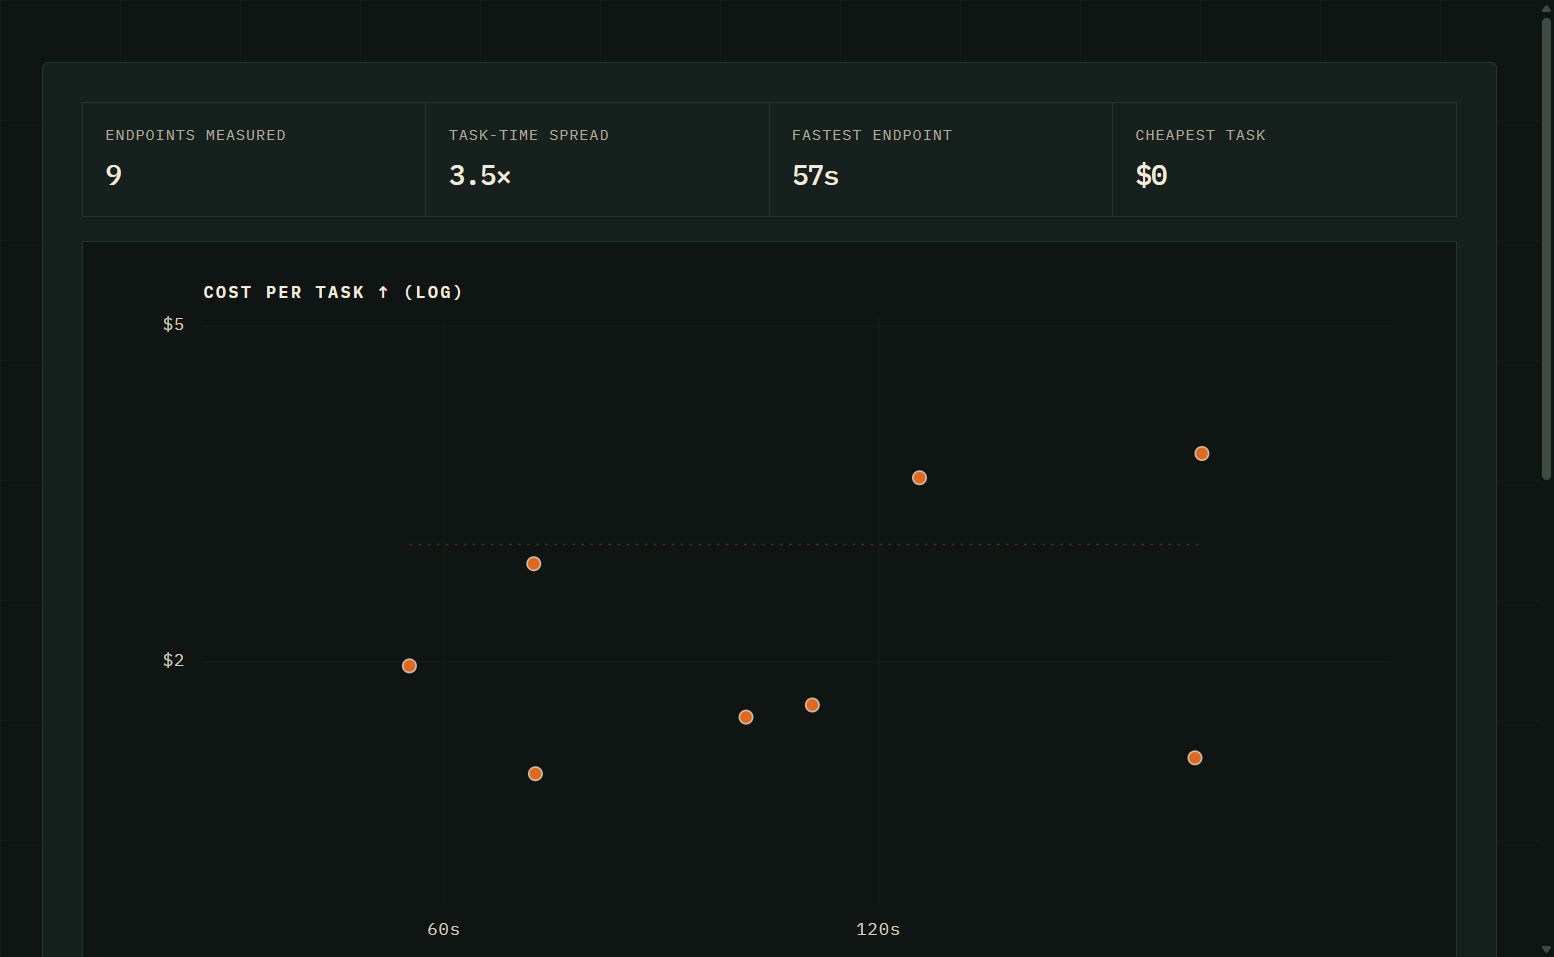 ENDPOINTS MEASURED
9
TASK-TIME SPREAD
3.5×
FASTEST ENDPOINT
57s
CHEAPEST TASK
$0
COST PER TASK ↑ (LOG)
$5
$2
60s
120s